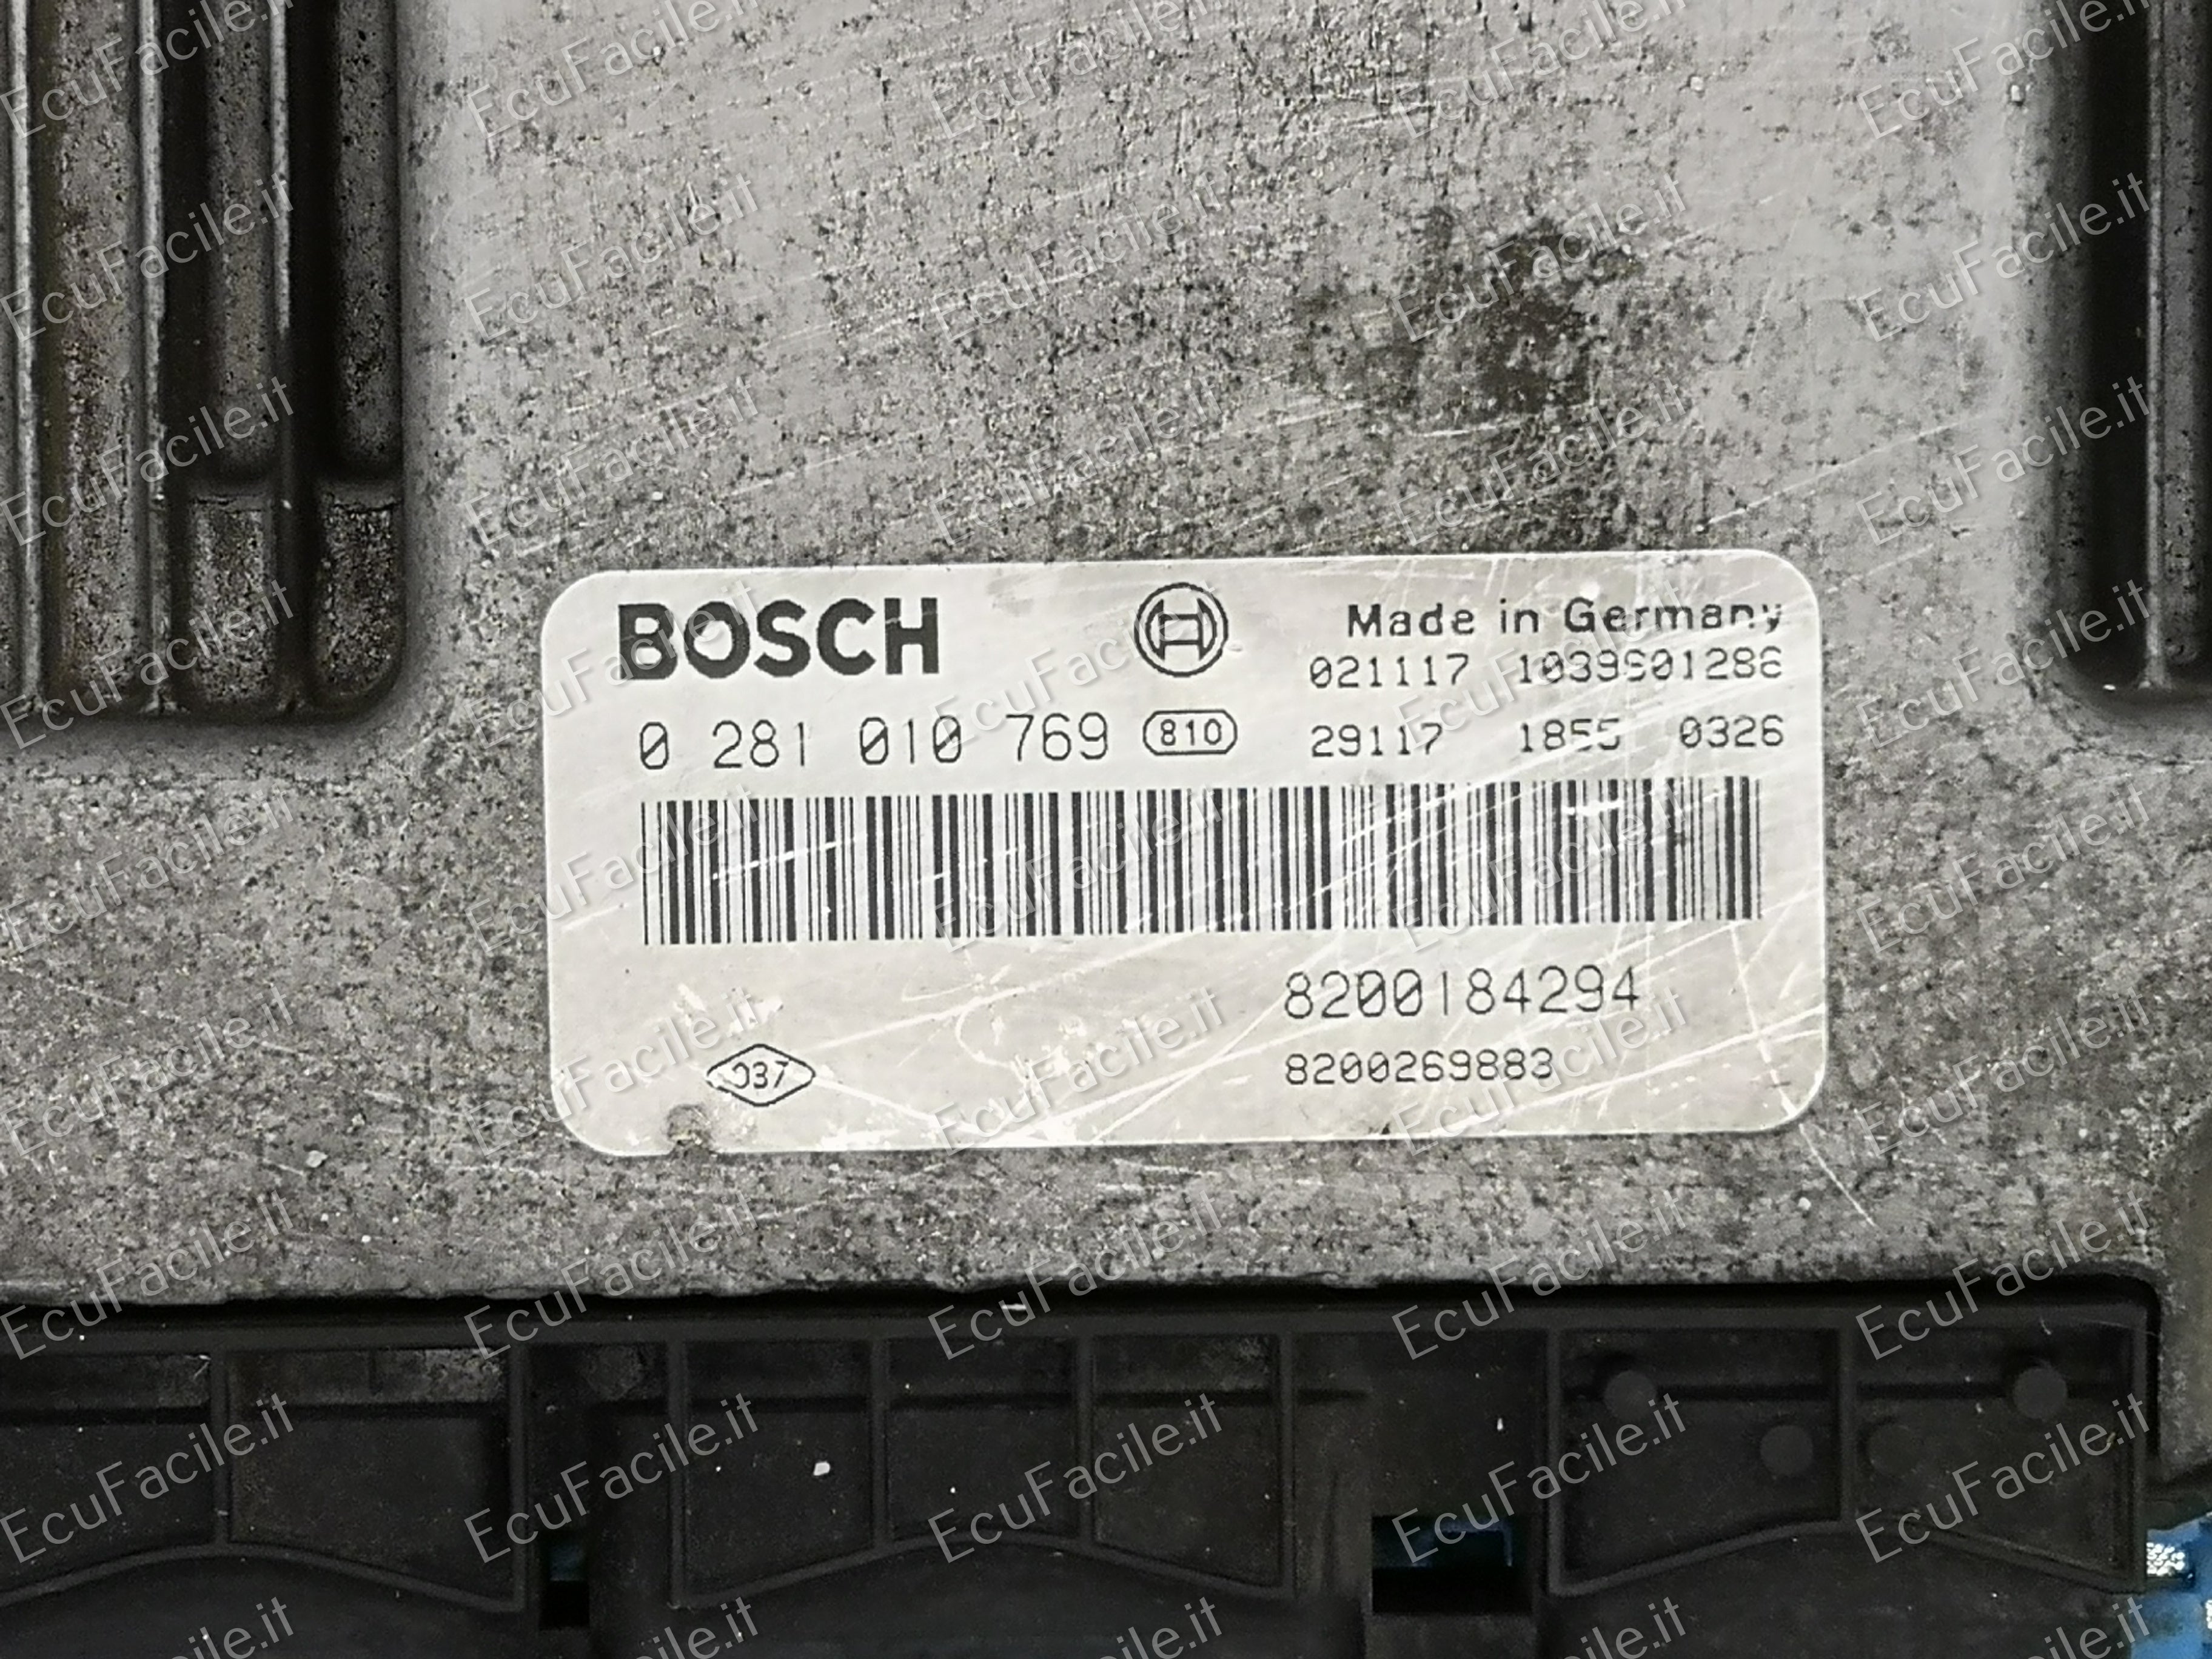 BOSCH
Made in Germany
021117 1039S01286
0 281 010 769 810 29117 1855 0326
8200184294
037
8200269883
EcuFacile.it